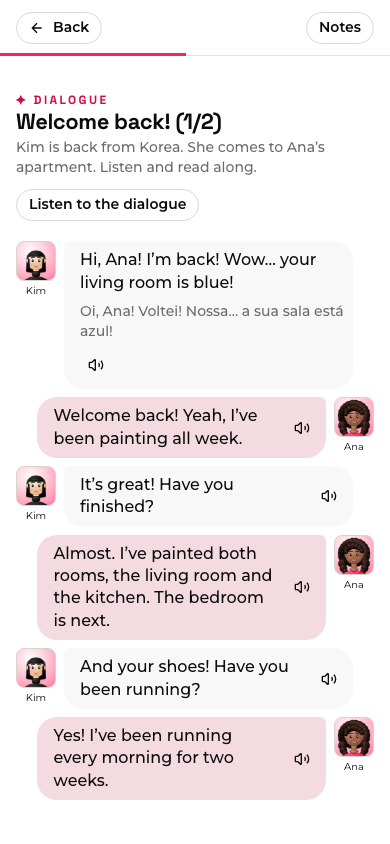 Back
Notes
DIALOGUE
Welcome back! (1/2)
Kim is back from Korea. She comes to Ana’s
apartment. Listen and read along.
Listen to the dialogue
Hi, Ana! I’m back! Wow... your
living room is blue!
Oi, Ana! Voltei! Nossa... a sua sala está
azul!
Kim
Welcome back! Yeah, I’ve
been painting all week.
Ana
It’s great! Have you
finished?
Kim
Almost. I’ve painted both
rooms, the living room and
the kitchen. The bedroom
is next.
Ana
And your shoes! Have you
been running?
Kim
Yes! I’ve been running
every morning for two
weeks.
Ana